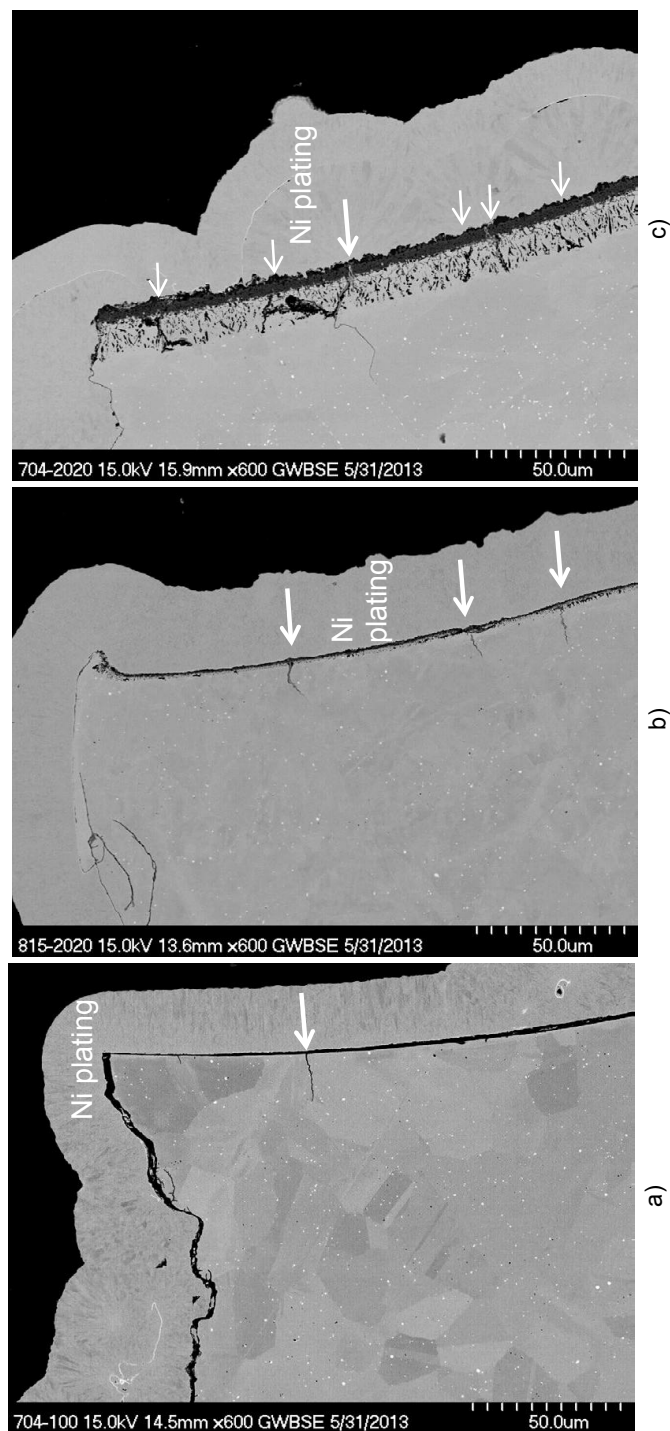 Ni plating
c)
704-2020 15.0kV 15.9mm x600 GWBSE 5/31/2013
50.0um
Ni
plating
b)
815-2020 15.0kV 13.6mm x600 GWBSE 5/31/2013
50.0um
Ni plating
a)
704-100 15.0kV 14.5mm x600 GWBSE 5/31/2013
50.0um